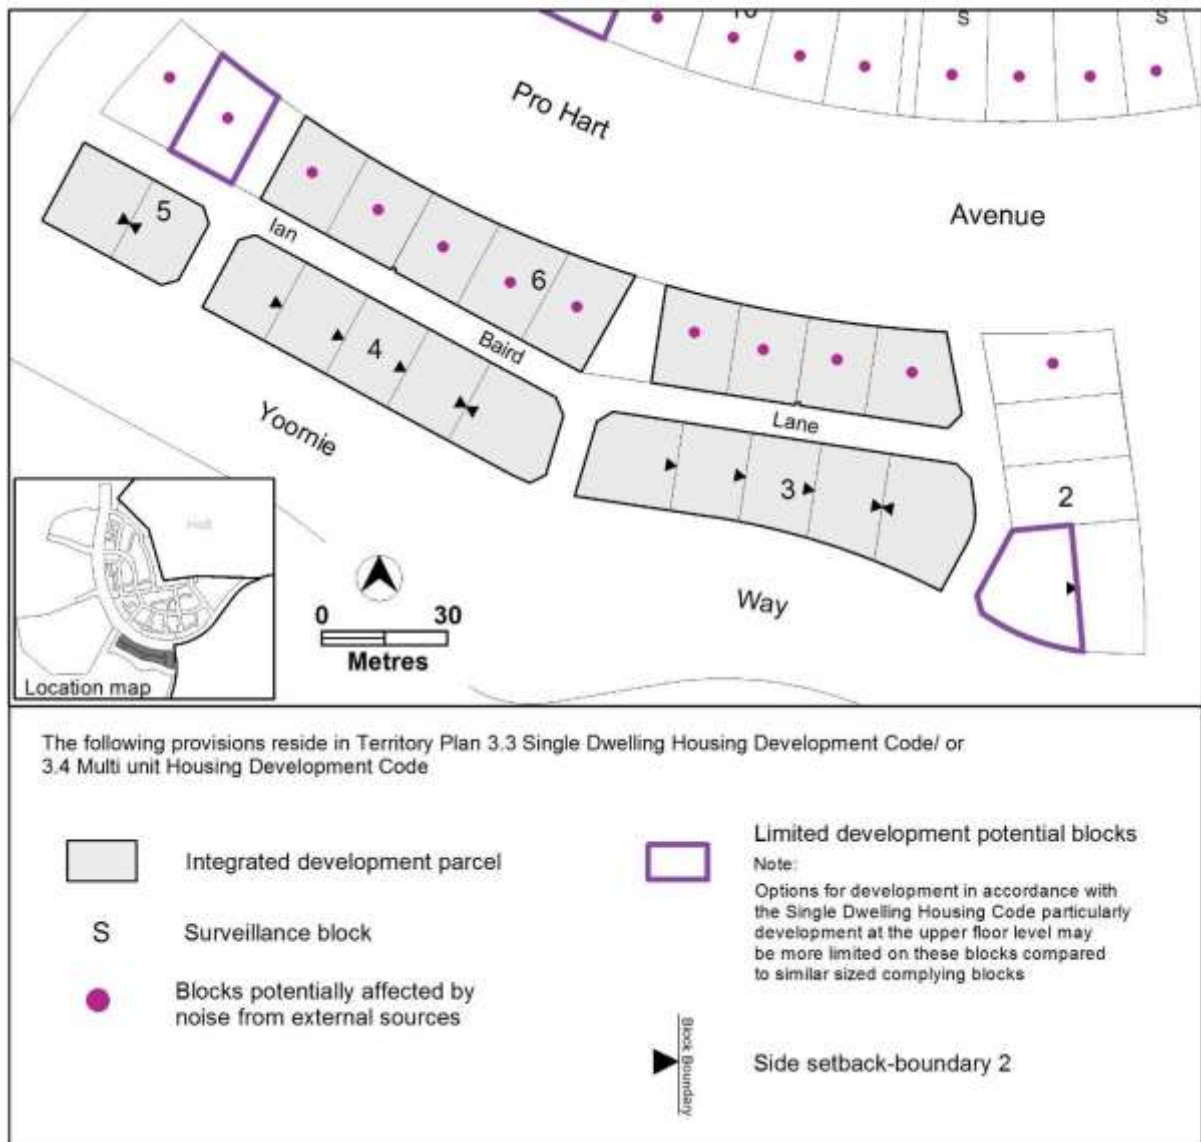 S
S
Pro Hart
Avenue
5
Ian
6
4
Baird
Lane
Yoomie
3
2
Way
Holt
0 30
Metres
Location map
The following provisions reside in Territory Plan 3.3 Single Dwelling Housing Development Code/ or
3.4 Multi unit Housing Development Code
Integrated development parcel
S Surveillance block
Blocks potentially affected by
noise from external sources
Limited development potential blocks
Note:
Options for development in accordance with
the Single Dwelling Housing Code particularly
development at the upper floor level may
be more limited on these blocks compared
to similar sized complying blocks
Block Boundary
Side setback-boundary 2